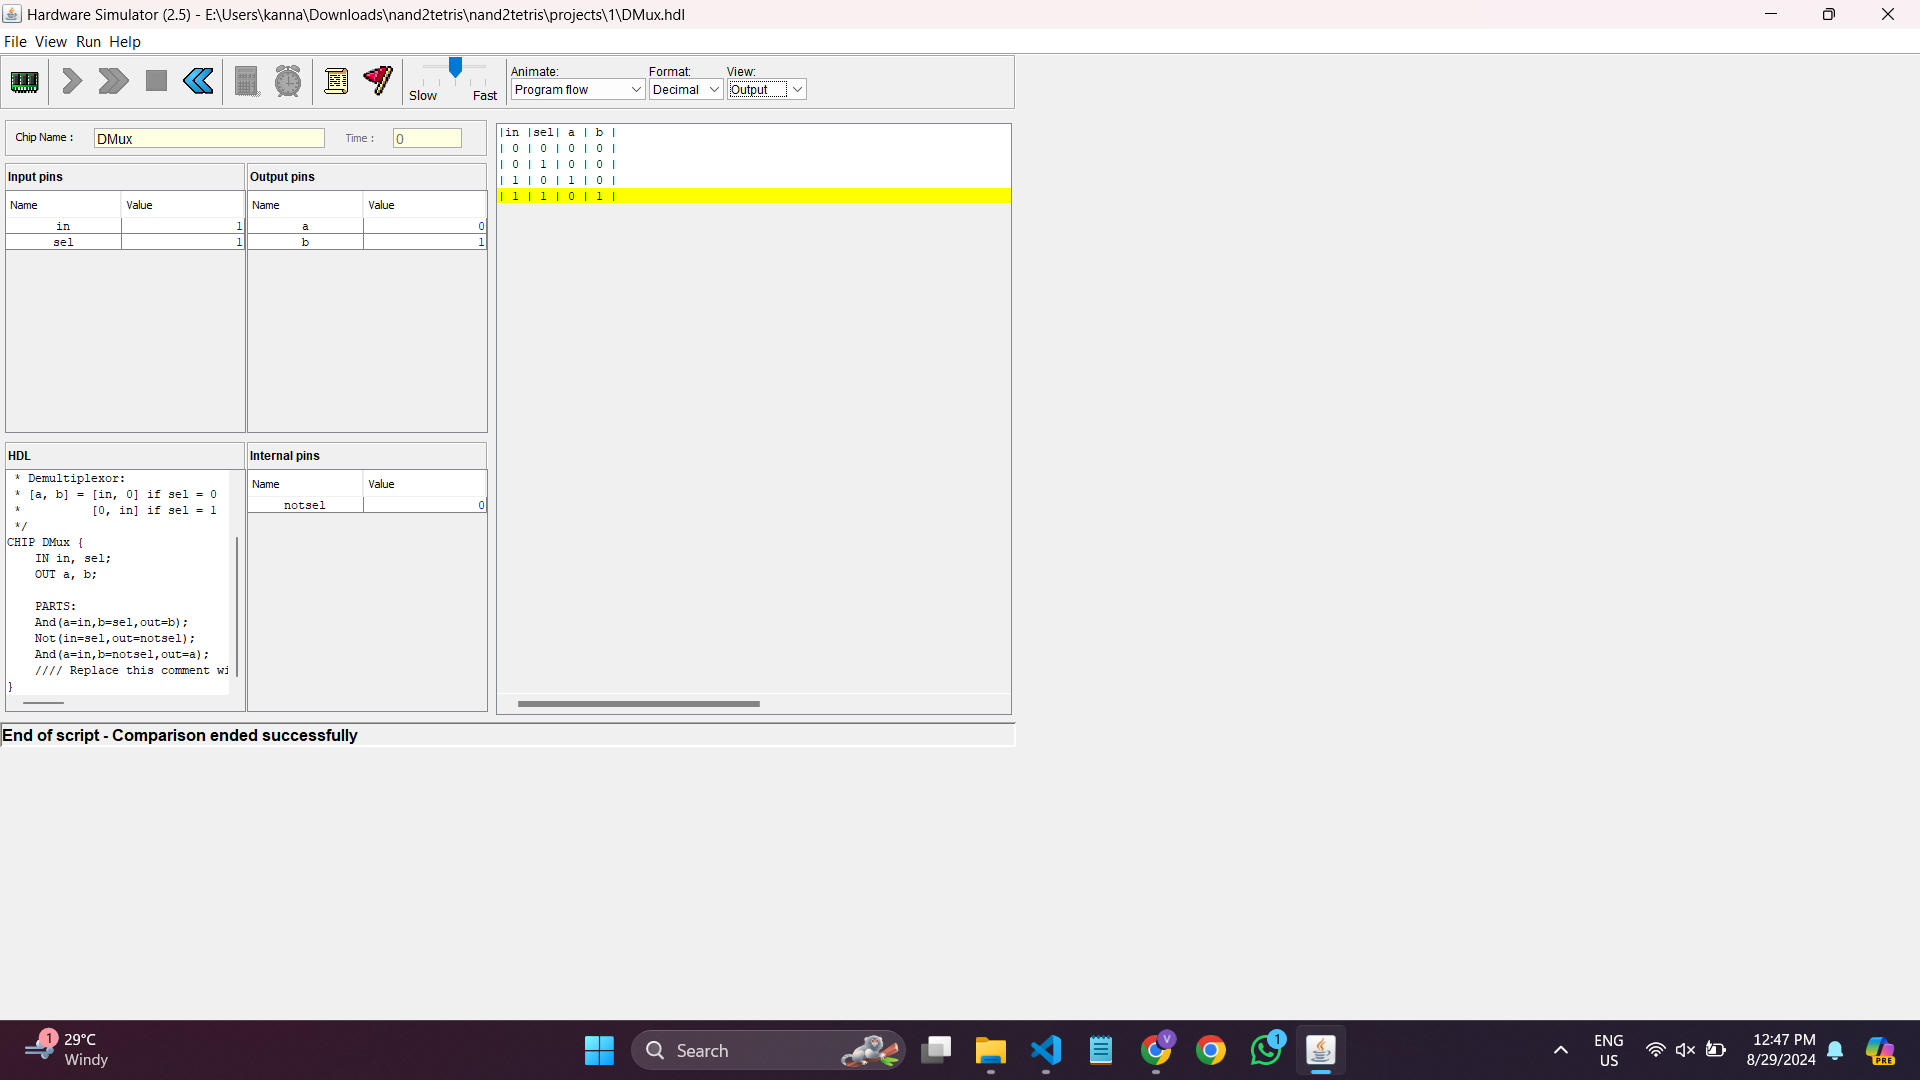 Hardware Simulator (2.5) - E:\Users\kanna\Downloads\nand2tetris\nand2tetris\projects\1\DMux.hdl
File View Run Help
Animate: Format: View:
Program flow Decimal Output
Slow Fast
Chip Name : DMux Time : 0
Input pins
Name Value
in 1
sel 1
Output pins
Name Value
a 0
b 1
|in |sel| a | b |
| 0 | 0 | 0 | 0 |
| 0 | 1 | 0 | 0 |
| 1 | 0 | 1 | 0 |
| 1 | 1 | 0 | 1 |
HDL
* Demultiplexor:
* [a, b] = [in, 0] if sel = 0
*          [0, in] if sel = 1
*/
CHIP DMux {
IN in, sel;
OUT a, b;
PARTS:
And(a=in,b=sel,out=b);
Not(in=sel,out=notsel);
And(a=in,b=notsel,out=a);
//// Replace this comment wi
}
Internal pins
Name Value
notsel 0
End of script - Comparison ended successfully
1
29°C
Windy
Search
V
1
ENG
US
12:47 PM
8/29/2024
PRE